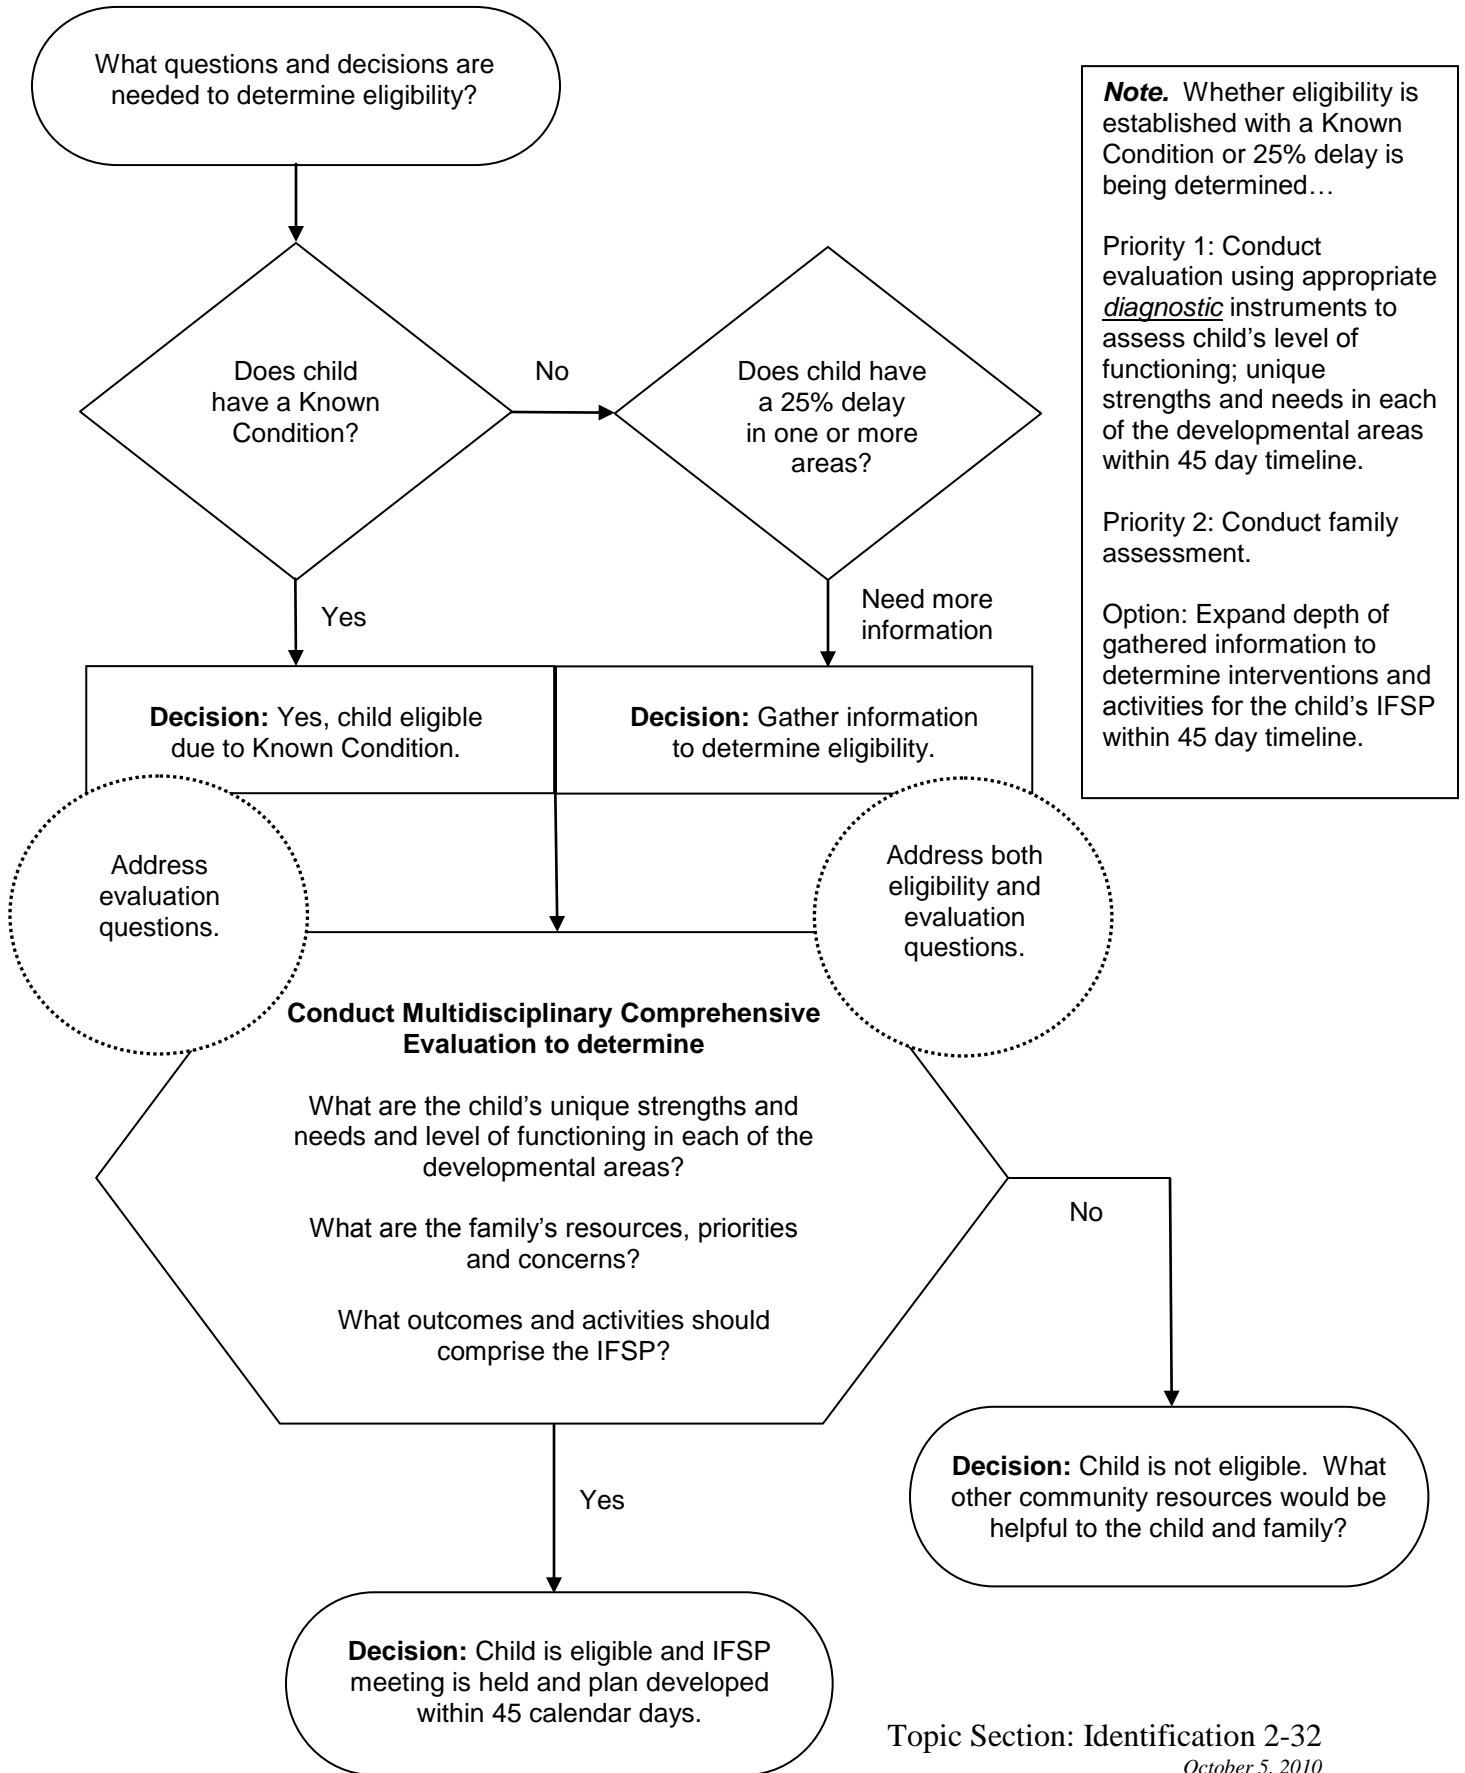 What questions and decisions are
needed to determine eligibility?
Note. Whether eligibility is
established with a Known
Condition or 25% delay is
being determined…
Priority 1: Conduct
evaluation using appropriate
diagnostic instruments to
assess child's level of
functioning; unique
strengths and needs in each
of the developmental areas
within 45 day timeline.
Priority 2: Conduct family
assessment.
Option: Expand depth of
gathered information to
determine interventions and
activities for the child's IFSP
within 45 day timeline.
Does child
have a Known
Condition?
No
Does child have
a 25% delay
in one or more
areas?
Yes
Need more
information
Decision: Yes, child eligible
due to Known Condition.
Decision: Gather information
to determine eligibility.
Address
evaluation
questions.
Address both
eligibility and
evaluation
questions.
Conduct Multidisciplinary Comprehensive
Evaluation to determine
What are the child's unique strengths and
needs and level of functioning in each of the
developmental areas?
What are the family's resources, priorities
and concerns?
What outcomes and activities should
comprise the IFSP?
No
Yes
Decision: Child is not eligible. What
other community resources would be
helpful to the child and family?
Decision: Child is eligible and IFSP
meeting is held and plan developed
within 45 calendar days.
Topic Section: Identification 2-32
October 5, 2010